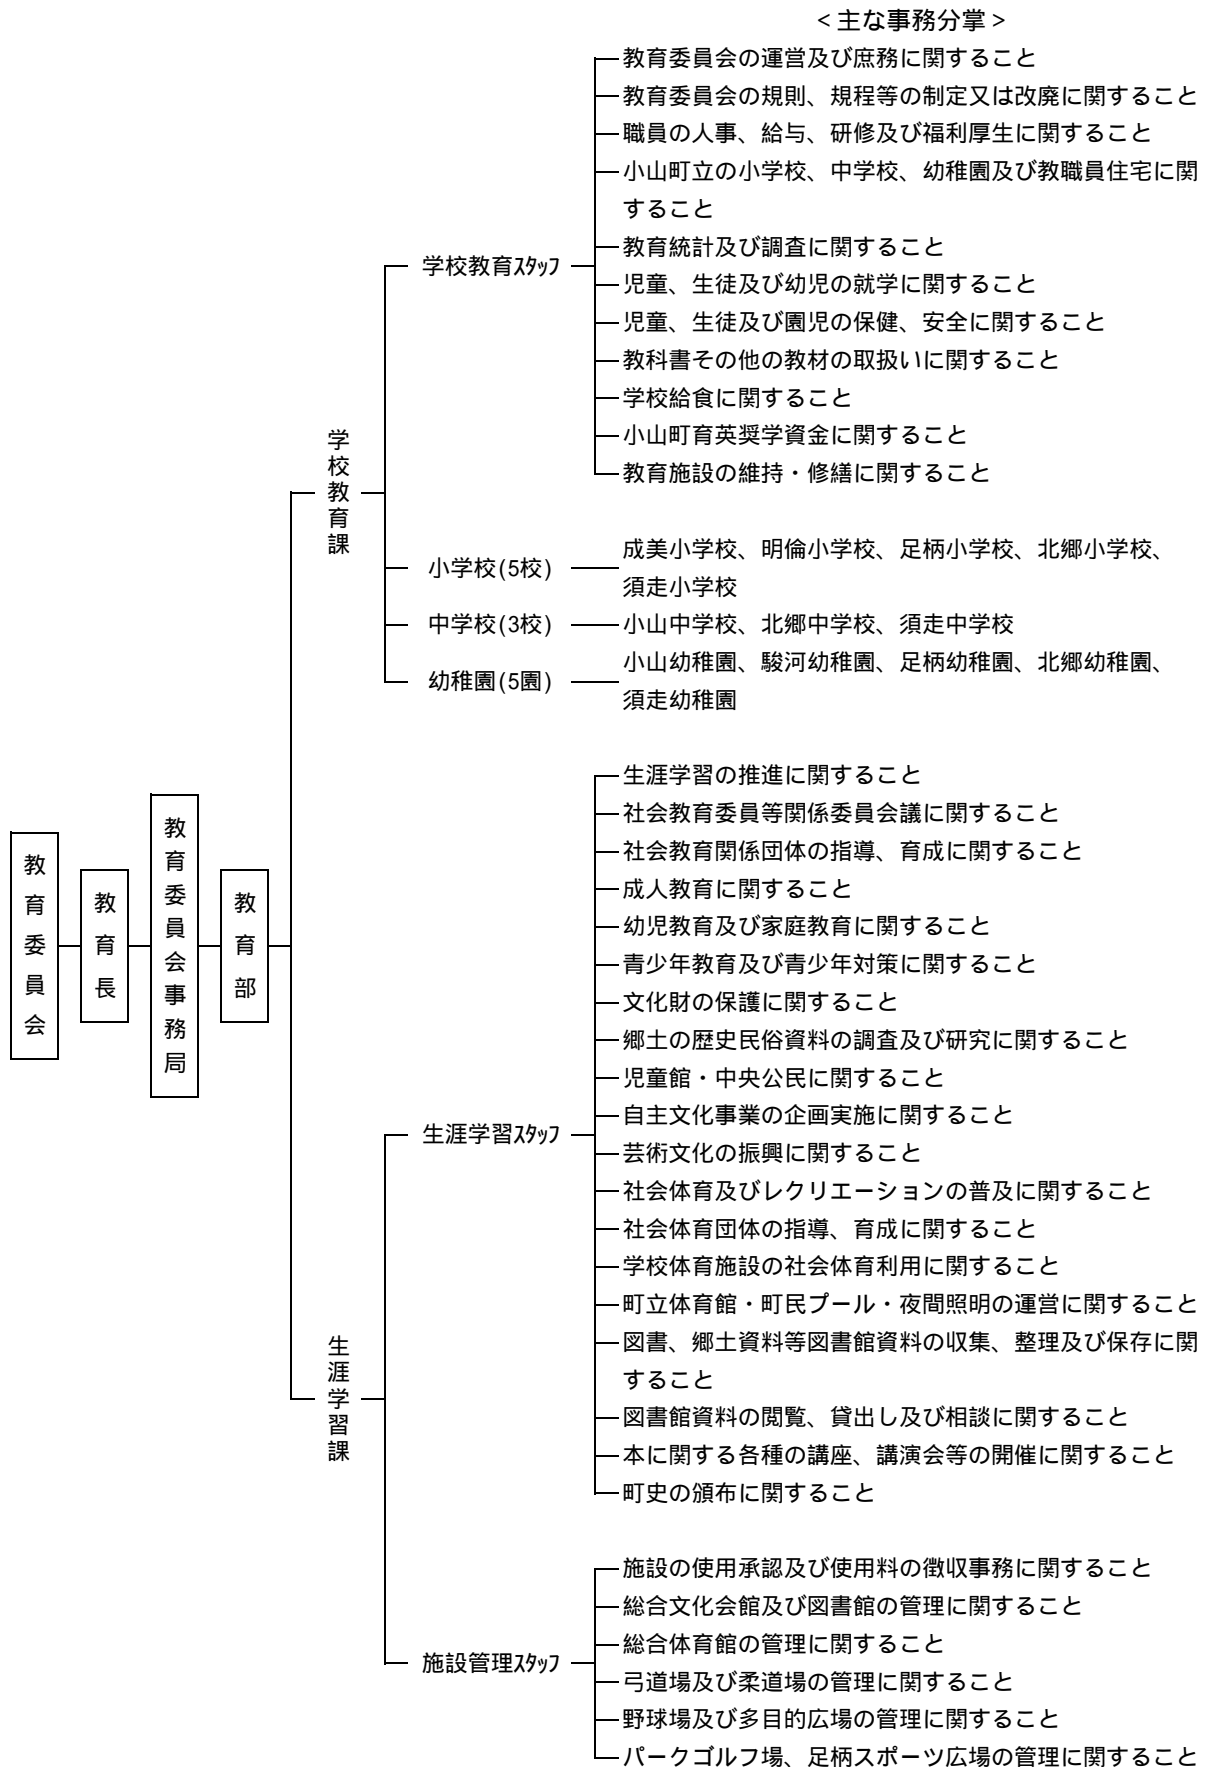 <主な事務分掌>
教育委員会
教育長
教育委員会事務局
教育部
学校教育課
学校教育ｽﾀｯﾌ
教育委員会の運営及び庶務に関すること
教育委員会の規則、規程等の制定又は改廃に関すること
職員の人事、給与、研修及び福利厚生に関すること
小山町立の小学校、中学校、幼稚園及び教職員住宅に関
すること
教育統計及び調査に関すること
児童、生徒及び幼児の就学に関すること
児童、生徒及び園児の保健、安全に関すること
教科書その他の教材の取扱いに関すること
学校給食に関すること
小山町育英奨学資金に関すること
教育施設の維持・修繕に関すること
小学校(5校)
成美小学校、明倫小学校、足柄小学校、北郷小学校、
須走小学校
中学校(3校)
小山中学校、北郷中学校、須走中学校
幼稚園(5園)
小山幼稚園、駿河幼稚園、足柄幼稚園、北郷幼稚園、
須走幼稚園
生涯学習課
生涯学習ｽﾀｯﾌ
生涯学習の推進に関すること
社会教育委員等関係委員会議に関すること
社会教育関係団体の指導、育成に関すること
成人教育に関すること
幼児教育及び家庭教育に関すること
青少年教育及び青少年対策に関すること
文化財の保護に関すること
郷土の歴史民俗資料の調査及び研究に関すること
児童館・中央公民に関すること
自主文化事業の企画実施に関すること
芸術文化の振興に関すること
社会体育及びレクリエーションの普及に関すること
社会体育団体の指導、育成に関すること
学校体育施設の社会体育利用に関すること
町立体育館・町民プール・夜間照明の運営に関すること
図書、郷土資料等図書館資料の収集、整理及び保存に関
すること
図書館資料の閲覧、貸出し及び相談に関すること
本に関する各種の講座、講演会等の開催に関すること
町史の頒布に関すること
施設管理ｽﾀｯﾌ
施設の使用承認及び使用料の徴収事務に関すること
総合文化会館及び図書館の管理に関すること
総合体育館の管理に関すること
弓道場及び柔道場の管理に関すること
野球場及び多目的広場の管理に関すること
パークゴルフ場、足柄スポーツ広場の管理に関すること